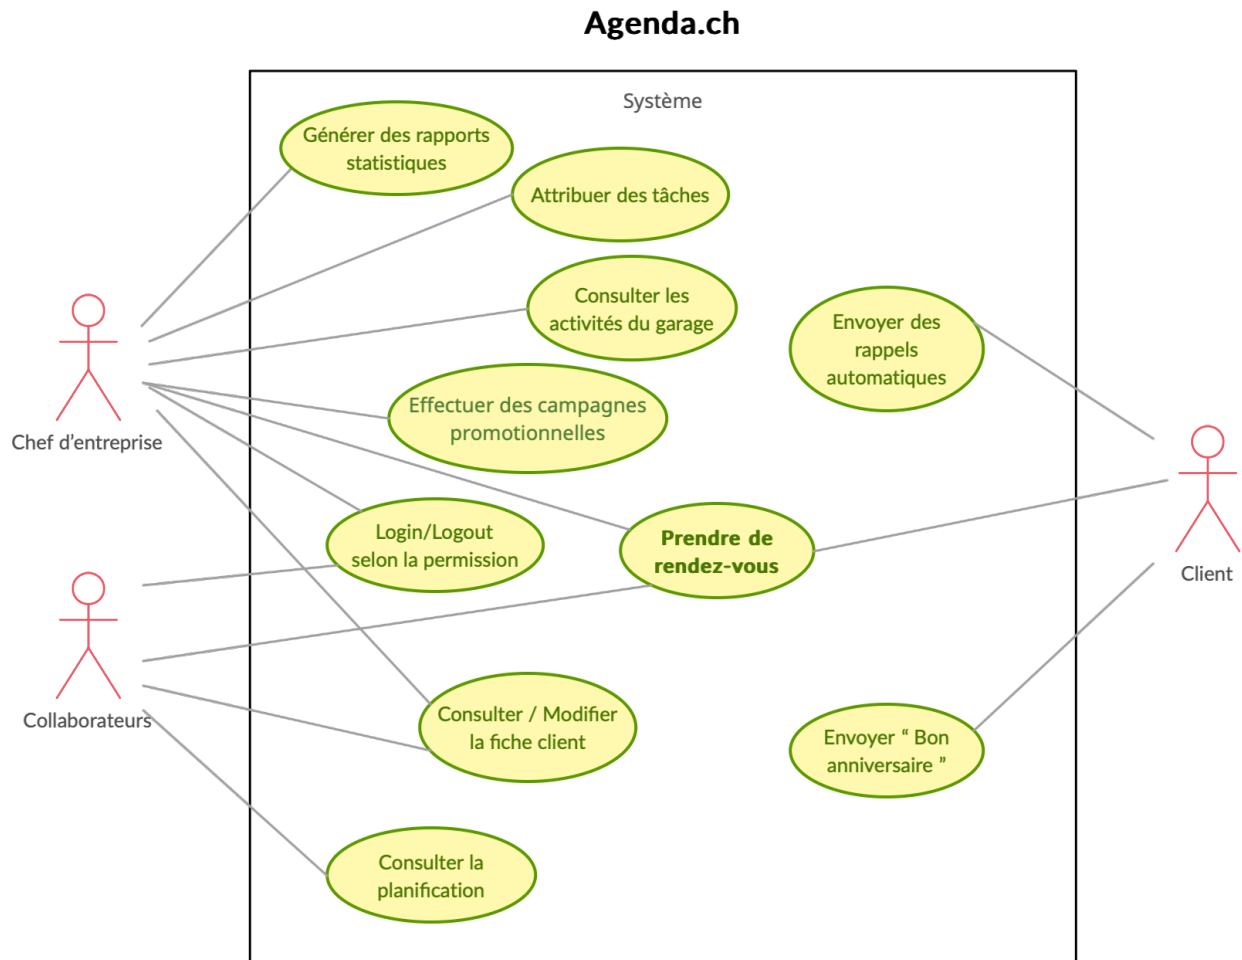 Agenda.ch
Système
Générer des rapports
statistiques
Attribuer des tâches
Consulter les
activités du garage
Envoyer des
rappels
automatiques
Effectuer des campagnes
promotionnelles
Chef d'entreprise
Login/Logout
selon la permission
Prendre de
rendez-vous
Client
Collaborateurs
Consulter / Modifier
la fiche client
Envoyer “ Bon
anniversaire ”
Consulter la
planification